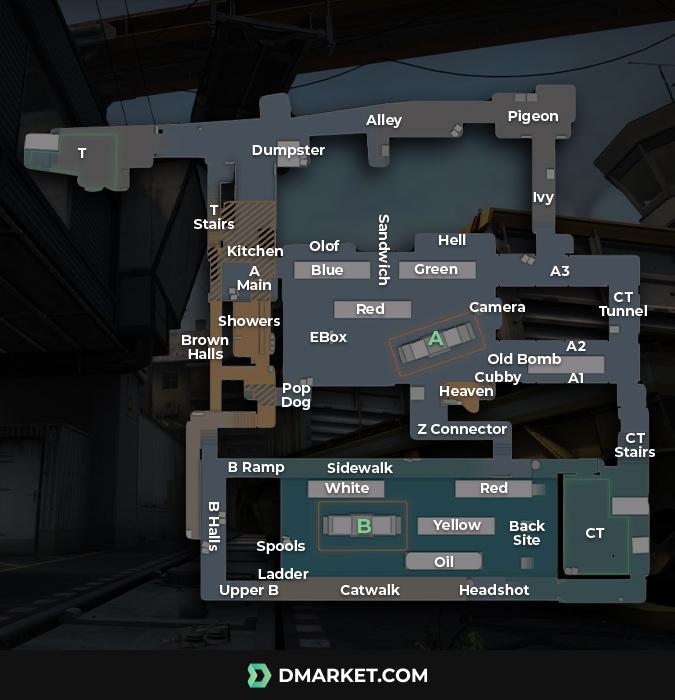 Alley
Pigeon
T
Dumpster
Ivy
T
Stairs
Sandwich
Kitchen
Olof
Hell
A
Main
Blue
Green
A3
CT
Tunnel
Red
Camera
Showers
EBox
A
Brown
Halls
A2
Old Bomb
Cubby
A1
Pop
Dog
Heaven
Z Connector
CT
Stairs
B Ramp
Sidewalk
White
Red
B Halls
B
Yellow
Back
Site
CT
Spools
Oil
Ladder
Upper B
Catwalk
Headshot
DMARKET.COM